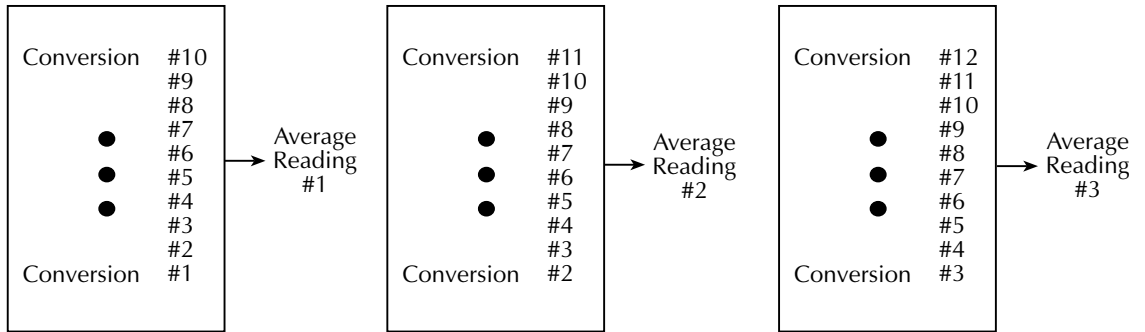 Conversion #10
#9
#8
#7
#6
#5
#4
#3
#2
Conversion #1
Average
Reading
#1
Conversion #11
#10
#9
#8
#7
#6
#5
#4
#3
Conversion #2
Average
Reading
#2
Conversion #12
#11
#10
#9
#8
#7
#6
#5
#4
Conversion #3
Average
Reading
#3